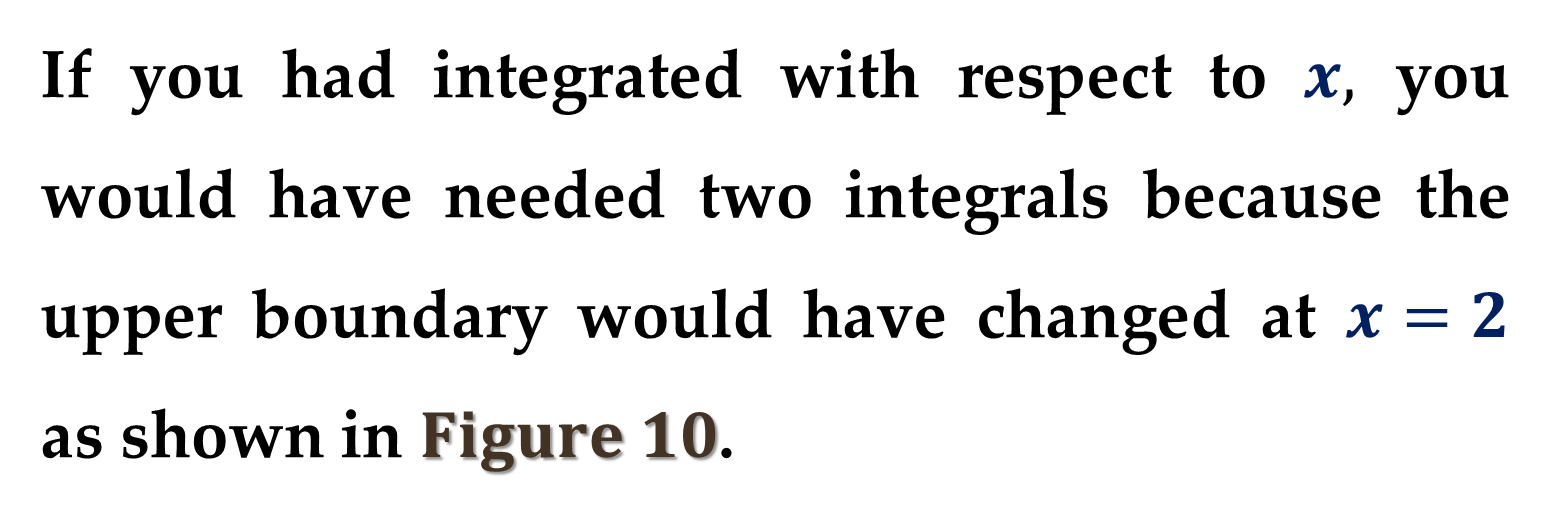 If you had integrated with respect to x, you
would have needed two integrals because the
upper boundary would have changed at x = 2
as shown in Figure 10.